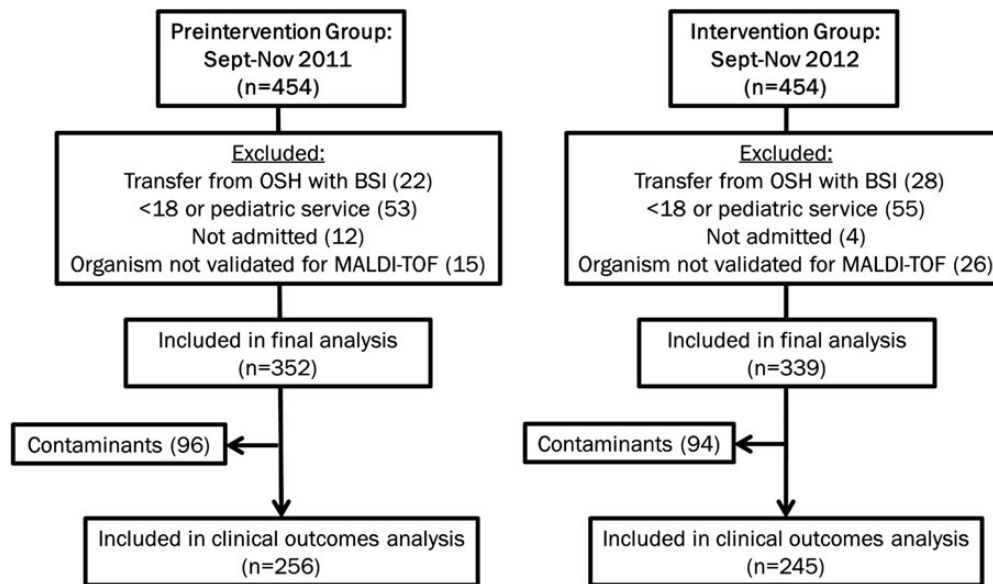 Preintervention Group:
Sept-Nov 2011
(n=454)
Excluded:
Transfer from OSH with BSI (22)
<18 or pediatric service (53)
Not admitted (12)
Organism not validated for MALDI-TOF (15)
Included in final analysis
(n=352)
Contaminants (96)
Included in clinical outcomes analysis
(n=256)
Intervention Group:
Sept-Nov 2012
(n=454)
Excluded:
Transfer from OSH with BSI (28)
<18 or pediatric service (55)
Not admitted (4)
Organism not validated for MALDI-TOF (26)
Included in final analysis
(n=339)
Contaminants (94)
Included in clinical outcomes analysis
(n=245)